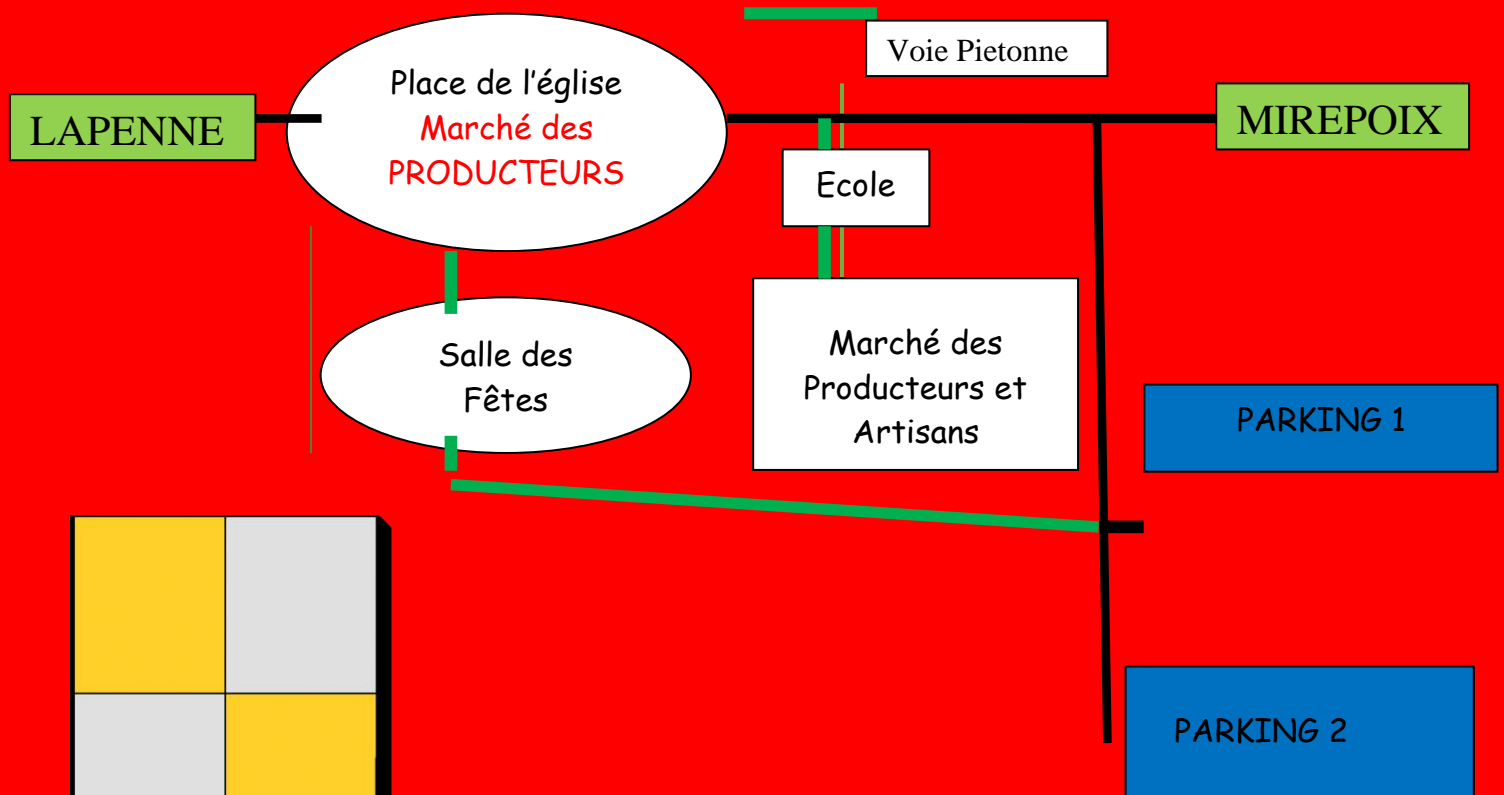 Voie Pietonne
Place de l'église
Marché des
PRODUCTEURS
LAPENNE
MIREPOIX
Ecole
Salle des
Fêtes
Marché des
Producteurs et
Artisans
PARKING 1
PARKING 2